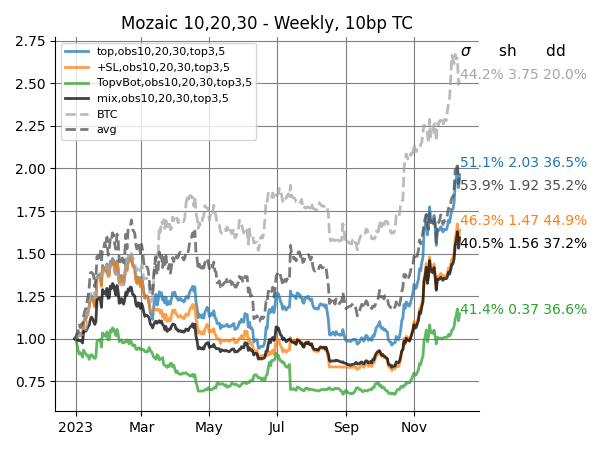 Mozaic 10,20,30 - Weekly, 10bp TC
2.75
2.50
2.25
2.00
1.75
1.50
1.25
1.00
0.75
top,obs10,20,30,top3,5
+SL,obs10,20,30,top3,5
TopvBot,obs10,20,30,top3,5
mix,obs10,20,30,top3,5
BTC
avg
σ sh dd
44.2% 3.75 20.0%
51.1% 2.03 36.5%
53.9% 1.92 35.2%
46.3% 1.47 44.9%
40.5% 1.56 37.2%
41.4% 0.37 36.6%
2023 Mar May Jul Sep Nov